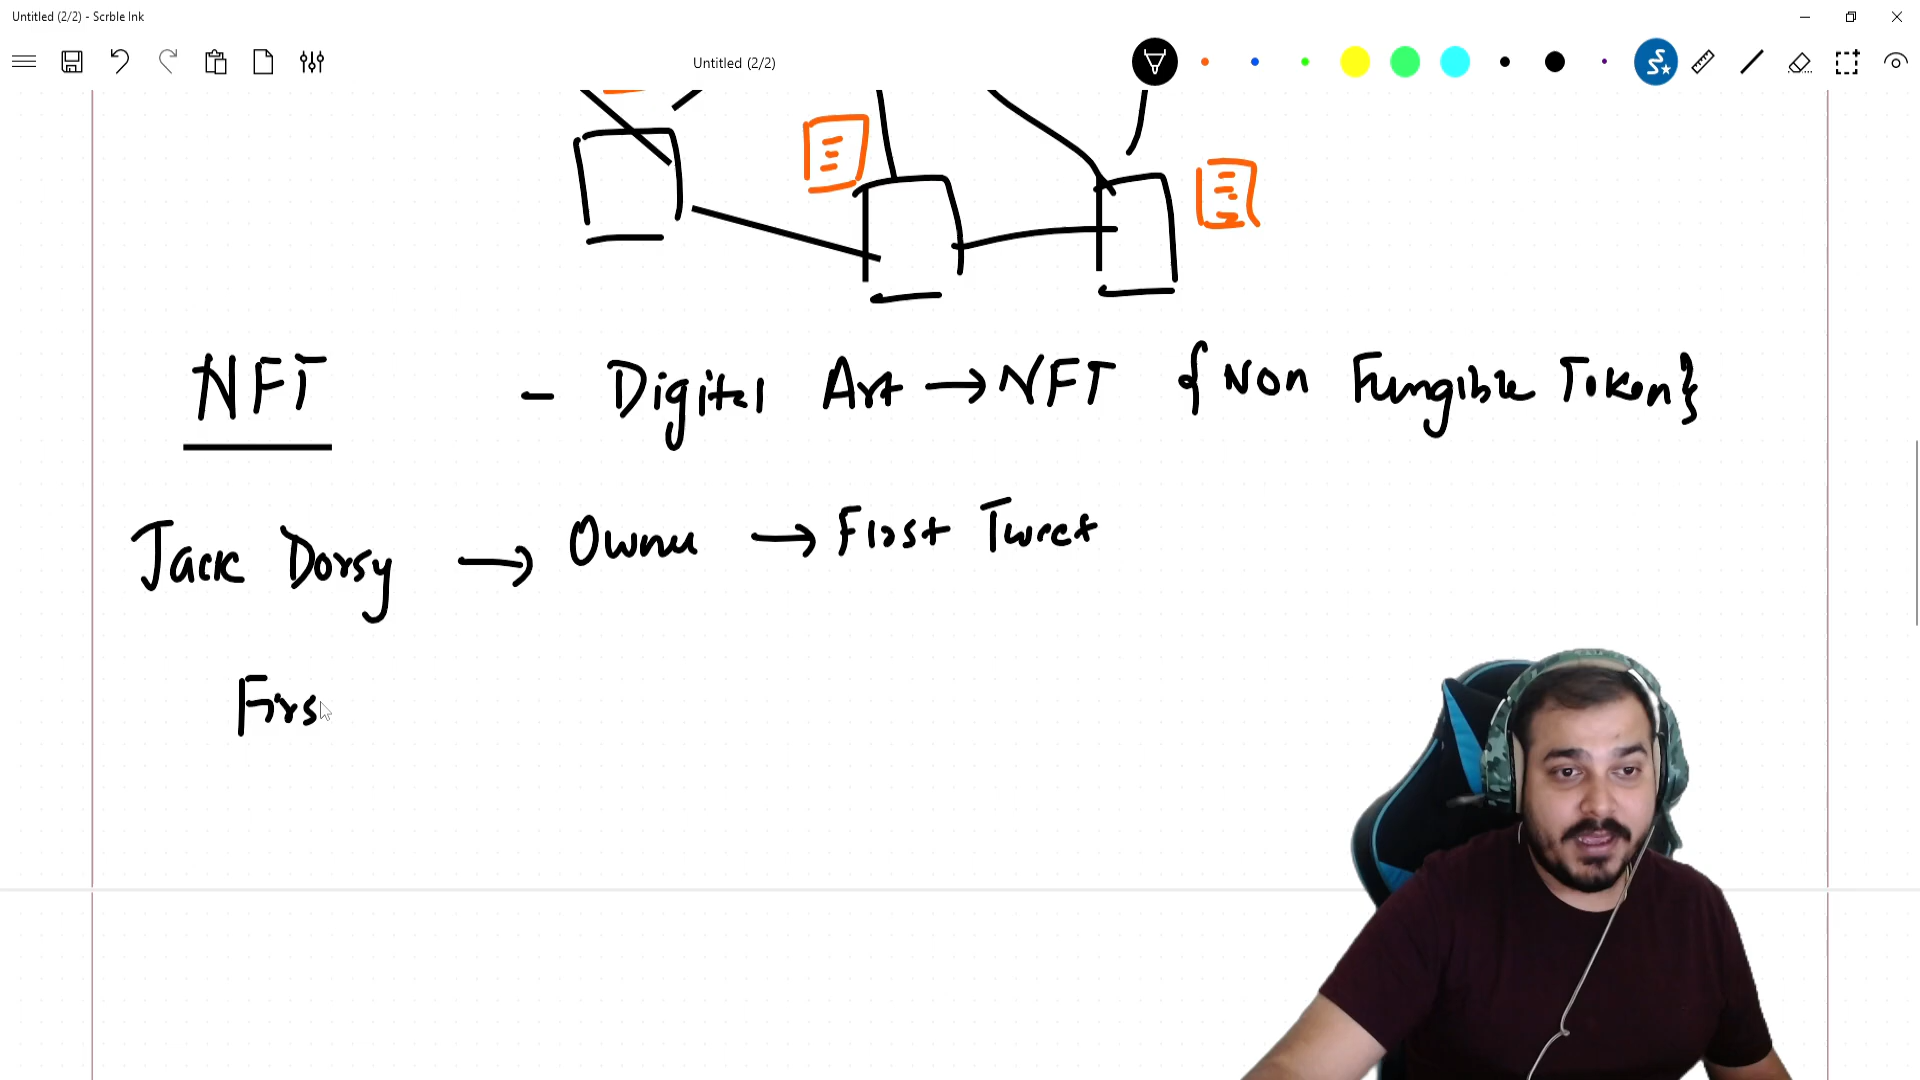 Untitled (2/2) - Scrble Ink
Untitled (2/2)
NFT - Digital Art → NFT {Non Fungible Token}
Jack Dorsy → Owner → First Tweet
Firs